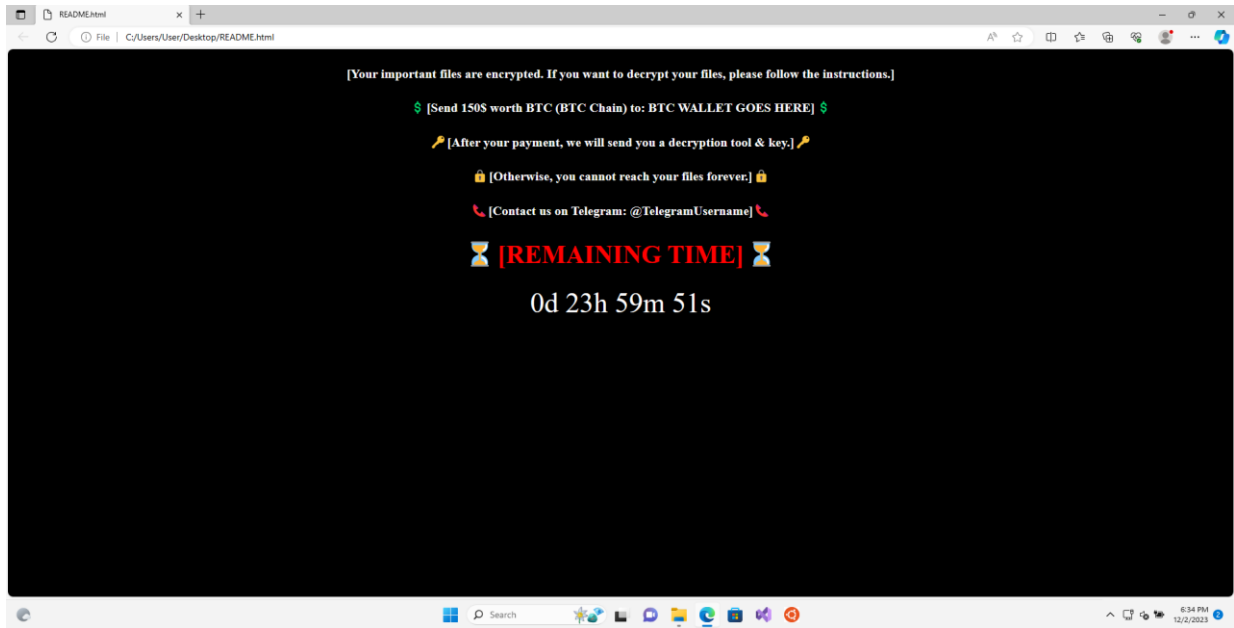 README.html
File
C:/Users/User/Desktop/README.html
[Your important files are encrypted. If you want to decrypt your files, please follow the instructions.]
$ [Send 150$ worth BTC (BTC Chain) to: BTC WALLET GOES HERE] $
[After your payment, we will send you a decryption tool & key.]
[Otherwise, you cannot reach your files forever.]
[Contact us on Telegram: @TelegramUsername]
[REMAINING TIME]
0d 23h 59m 51s
Search
6:34 PM
12/2/2023